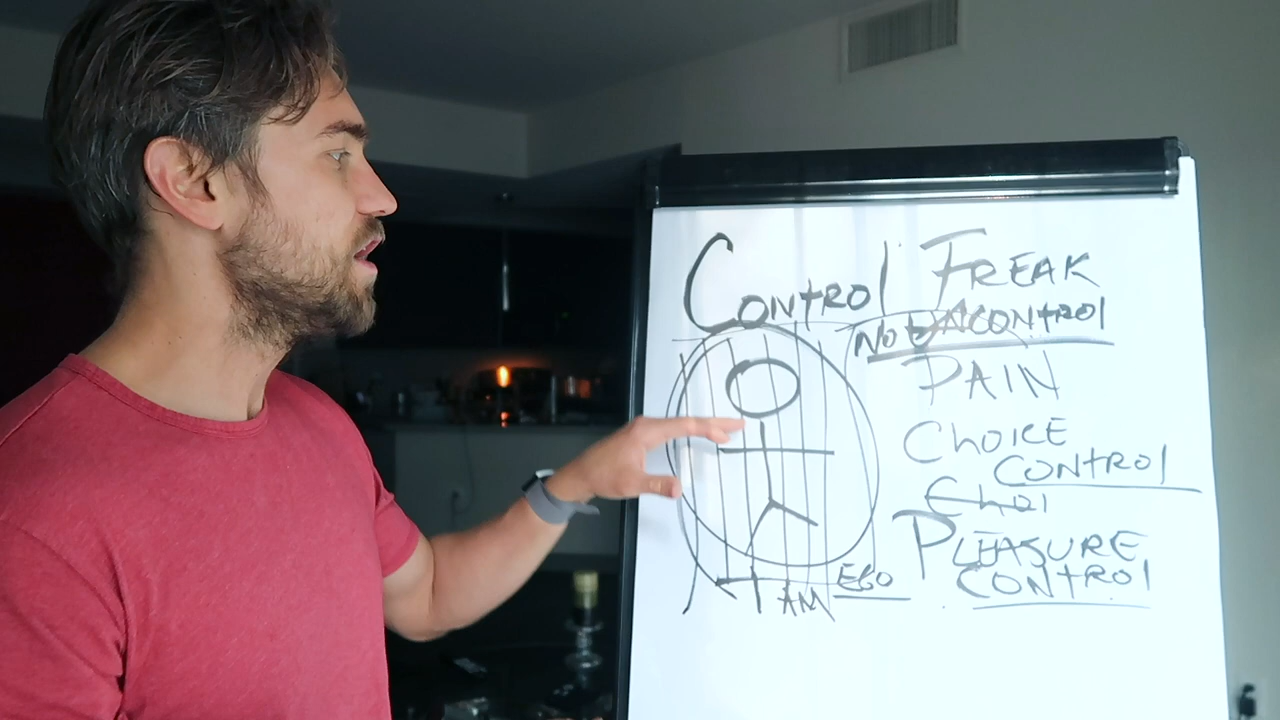 Control FREAK
NO CONTROL
PAIN
CHOICE
CONTROL
Choi
PLEASURE
CONTROL
I AM EGO